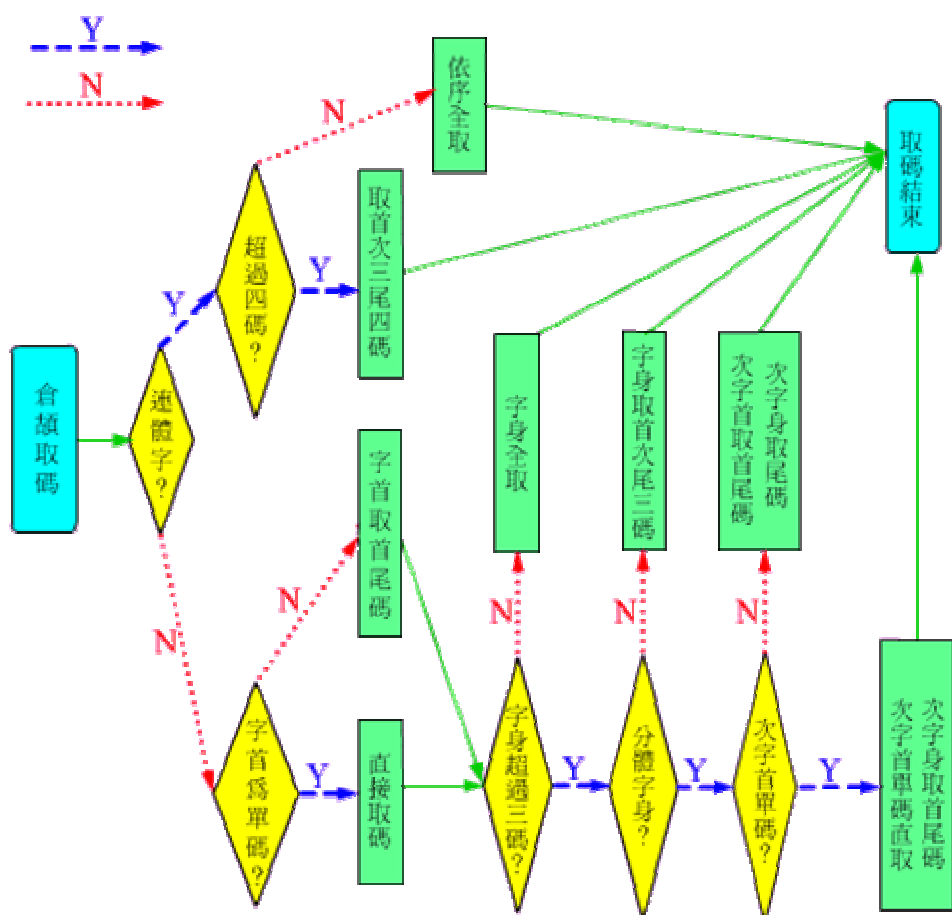 Y
N
倉頡取碼
連體字?
Y
N
超過四碼?
N
Y
依序全取
取首次三尾四碼
字首為單碼?
N
Y
字首取首尾碼
直接取碼
字身超過三碼?
N
Y
字身全取
分體字身?
N
Y
字身取首次尾三碼
次字首單碼?
N
Y
次字首取首尾碼
次字身取尾碼
次字首單碼直取
次字身取首尾碼
取碼結束